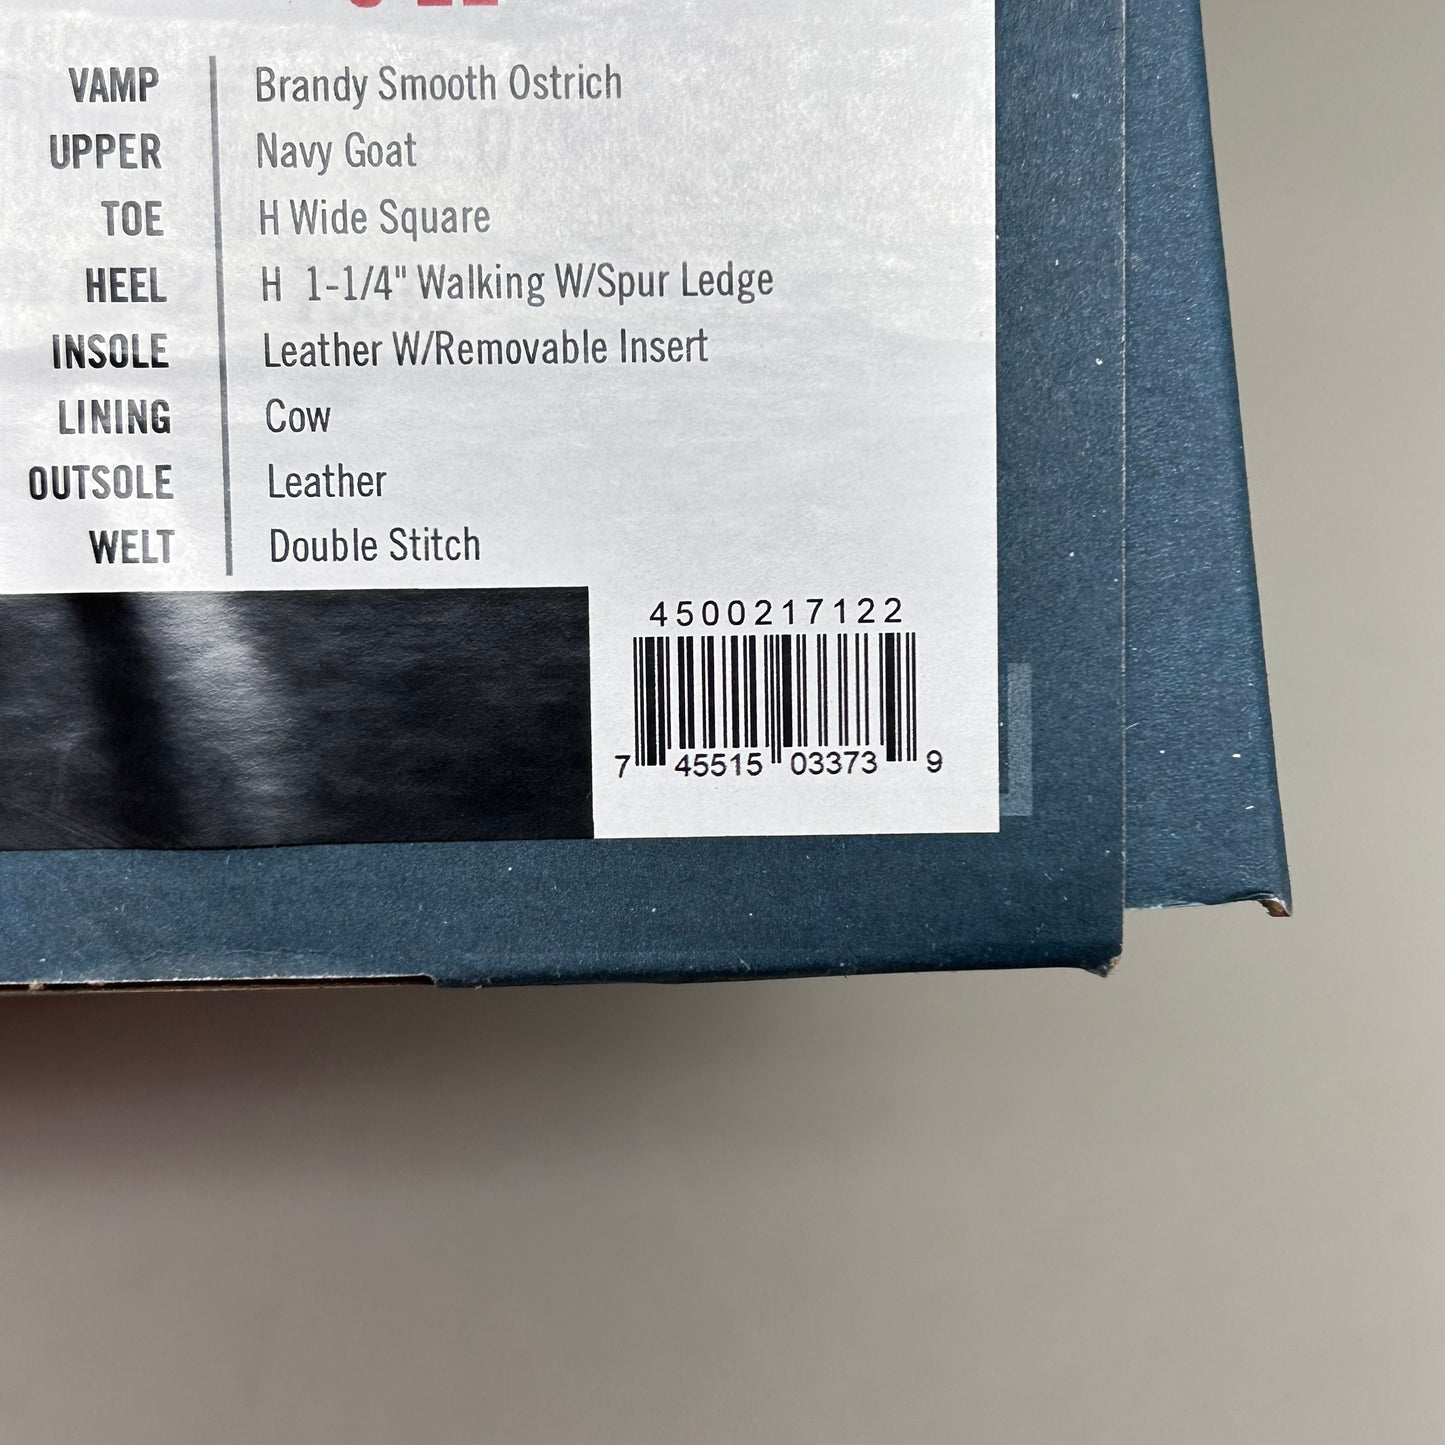 VAMP Brandy Smooth Ostrich
UPPER Navy Goat
TOE H Wide Square
HEEL H 1-1/4" Walking W/Spur Ledge
INSOLE Leather W/Removable Insert
LINING Cow
OUTSOLE Leather
WELT Double Stitch
4500217122
7 45515 03373 9